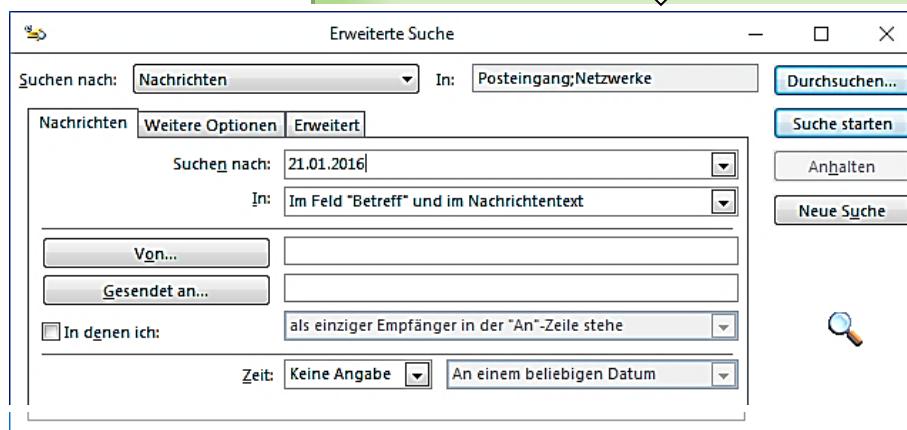 Erweiterte Suche
Suchen nach: Nachrichten In: Posteingang;Netzwerke Durchsuchen...
Nachrichten Weitere Optionen Erweitert Suche starten
Suchen nach: 21.01.2016 Anhalten
In: Im Feld "Betreff" und im Nachrichtentext Neue Suche
Von...
Gesendet an...
In denen ich: als einziger Empfänger in der "An"-Zeile stehe
Zeit: Keine Angabe An einem beliebigen Datum